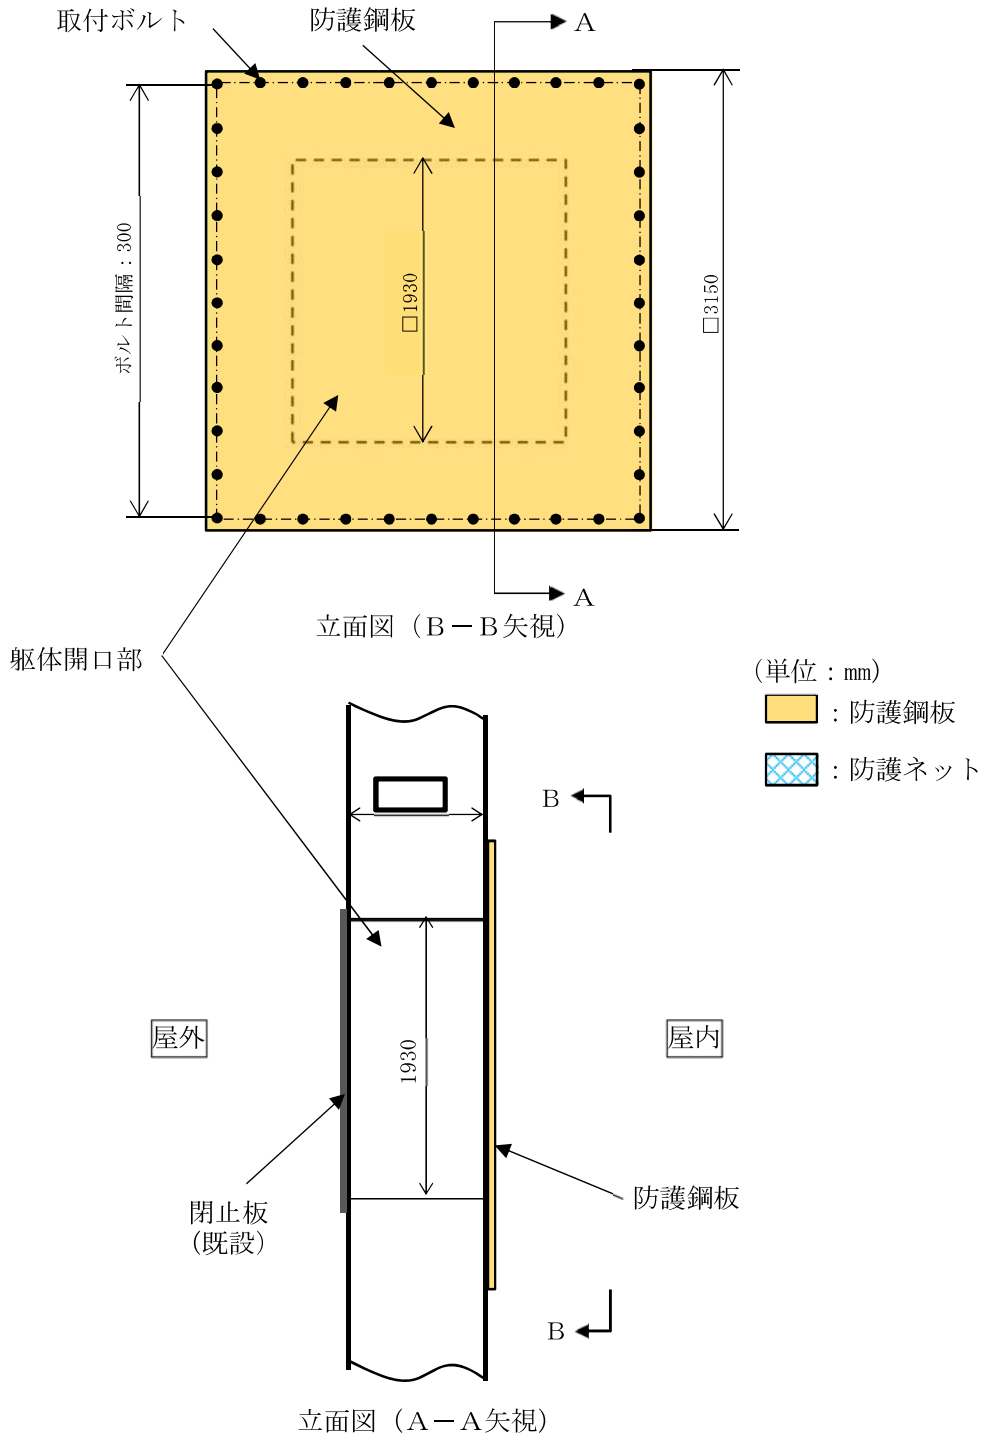 取付ボルト
防護鋼板
A
ボルト間隔：300
□1930
□3150
A
立面図（B－B矢視）
躯体開口部
（単位：mm）
：防護鋼板
：防護ネット
B
屋外
1930
屋内
閉止板
（既設）
防護鋼板
B
立面図（A－A矢視）